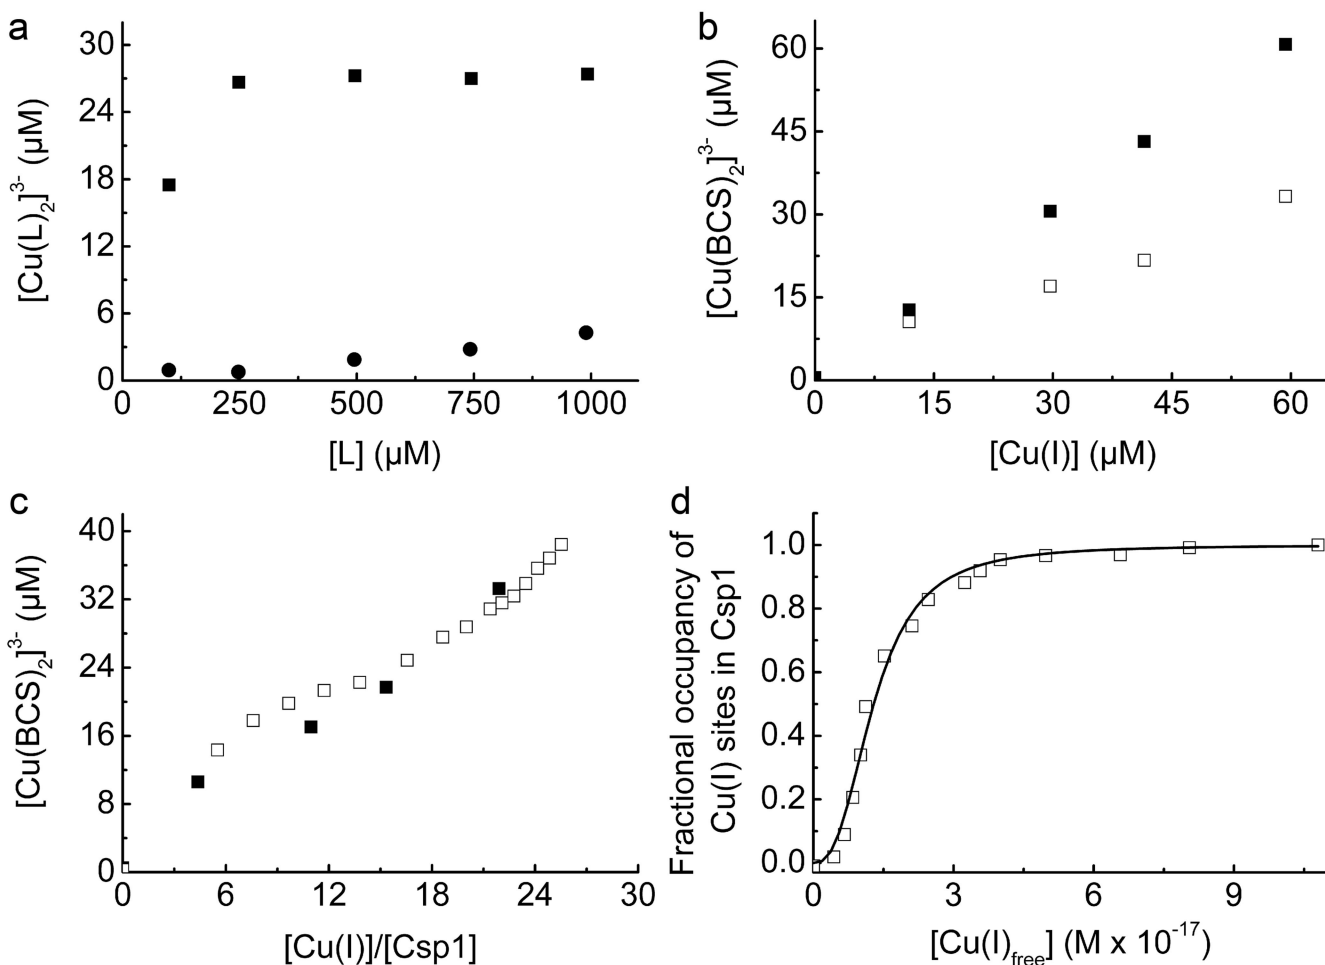 a
30
24
18
12
6
0
[Cu(L)2]3- (µM)
0 250 500 750 1000
[L] (µM)
b
60
45
30
15
0
[Cu(BCS)2]3- (µM)
0 15 30 45 60
[Cu(I)] (µM)
c
40
32
24
16
8
0
[Cu(BCS)2]3- (µM)
0 6 12 18 24 30
[Cu(I)]/[Csp1]
d
1.0
0.8
0.6
0.4
0.2
0.0
Fractional occupancy of
Cu(I) sites in Csp1
0 3 6 9
[Cu(I)free] (M x 10-17)